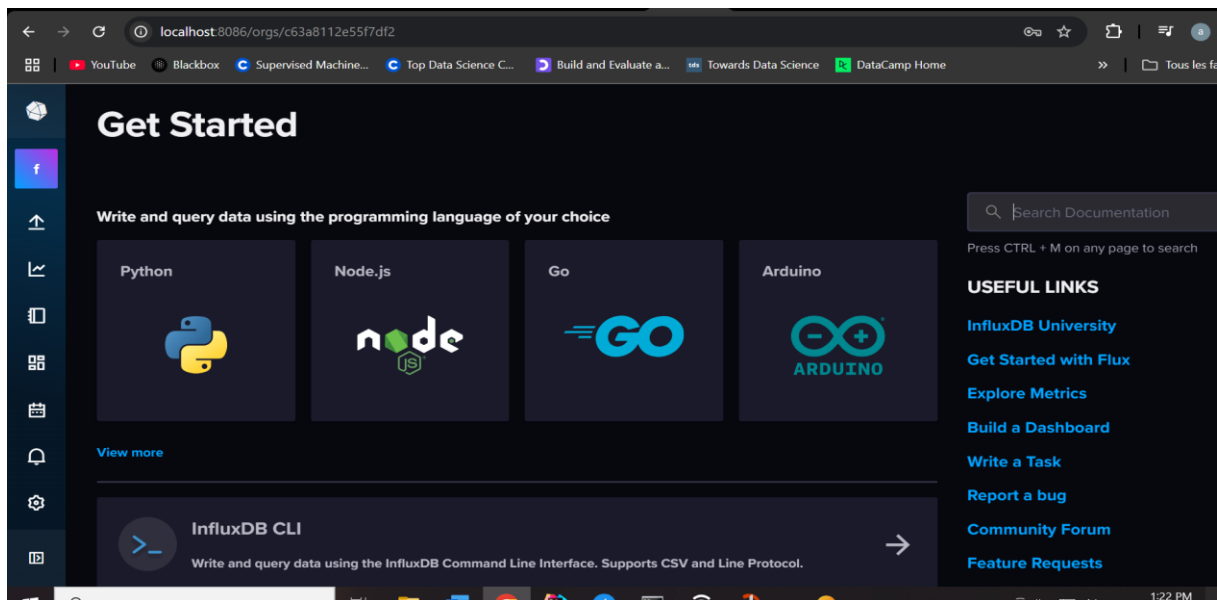 localhost:8086/orgs/c63a8112e55f7df2
a
YouTube Blackbox Supervised Machine... Top Data Science C... Build and Evaluate a... Towards Data Science DataCamp Home » Tous les fa
Get Started
f
Write and query data using the programming language of your choice
Python Node.js Go Arduino
node JS GO ARDUINO
View more
InfluxDB CLI
Write and query data using the InfluxDB Command Line Interface. Supports CSV and Line Protocol.
Search Documentation
Press CTRL + M on any page to search
USEFUL LINKS
InfluxDB University
Get Started with Flux
Explore Metrics
Build a Dashboard
Write a Task
Report a bug
Community Forum
Feature Requests
1:22 PM